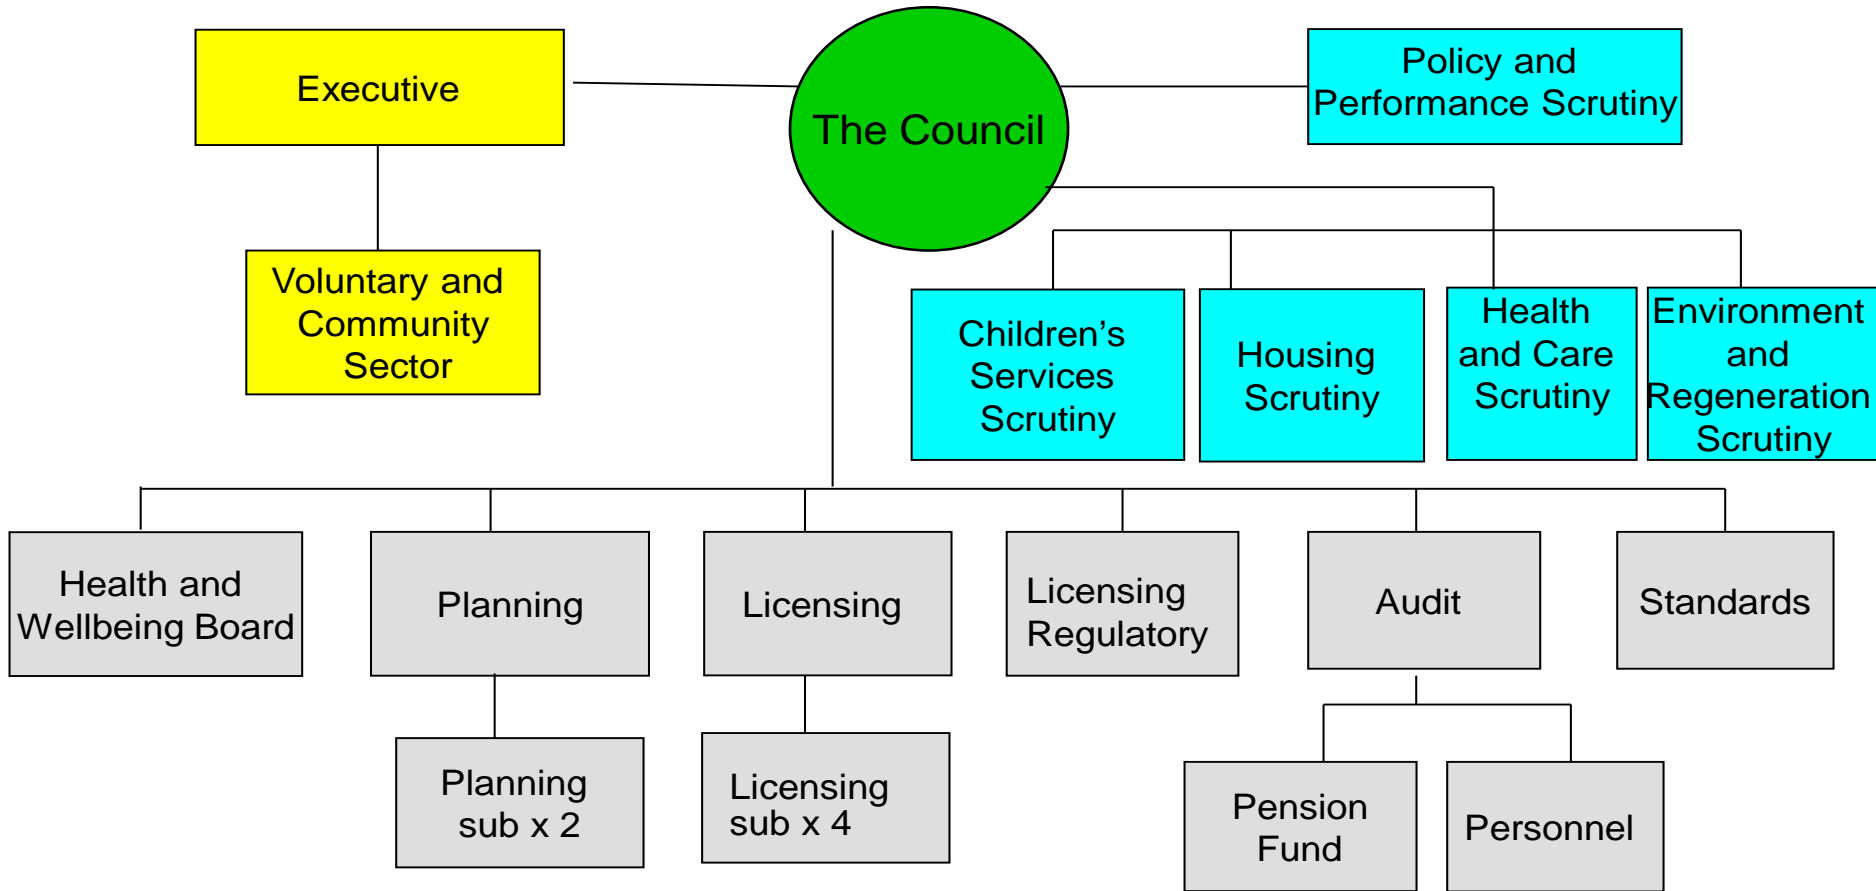 Executive
The Council
Policy and
Performance Scrutiny
Voluntary and
Community
Sector
Children’s
Services
Scrutiny
Housing
Scrutiny
Health
and Care
Scrutiny
Environment
and
Regeneration
Scrutiny
Health and
Wellbeing Board
Planning
Licensing
Licensing
Regulatory
Audit
Standards
Planning
sub x 2
Licensing
sub x 4
Pension
Fund
Personnel